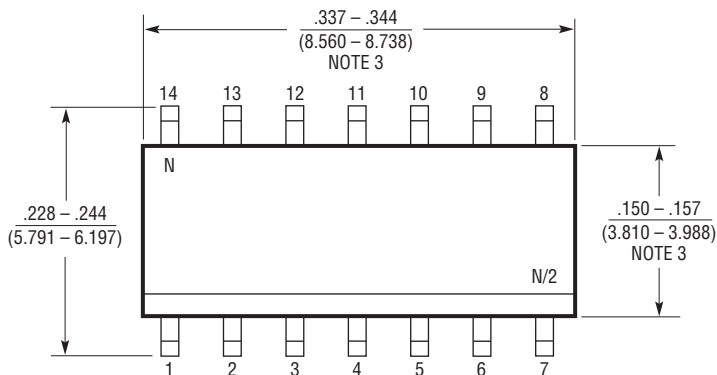 .337 – .344
(8.560 – 8.738)
NOTE 3
14 13 12 11 10 9 8
N
.228 – .244
(5.791 – 6.197)
.150 – .157
(3.810 – 3.988)
NOTE 3
N/2
1 2 3 4 5 6 7